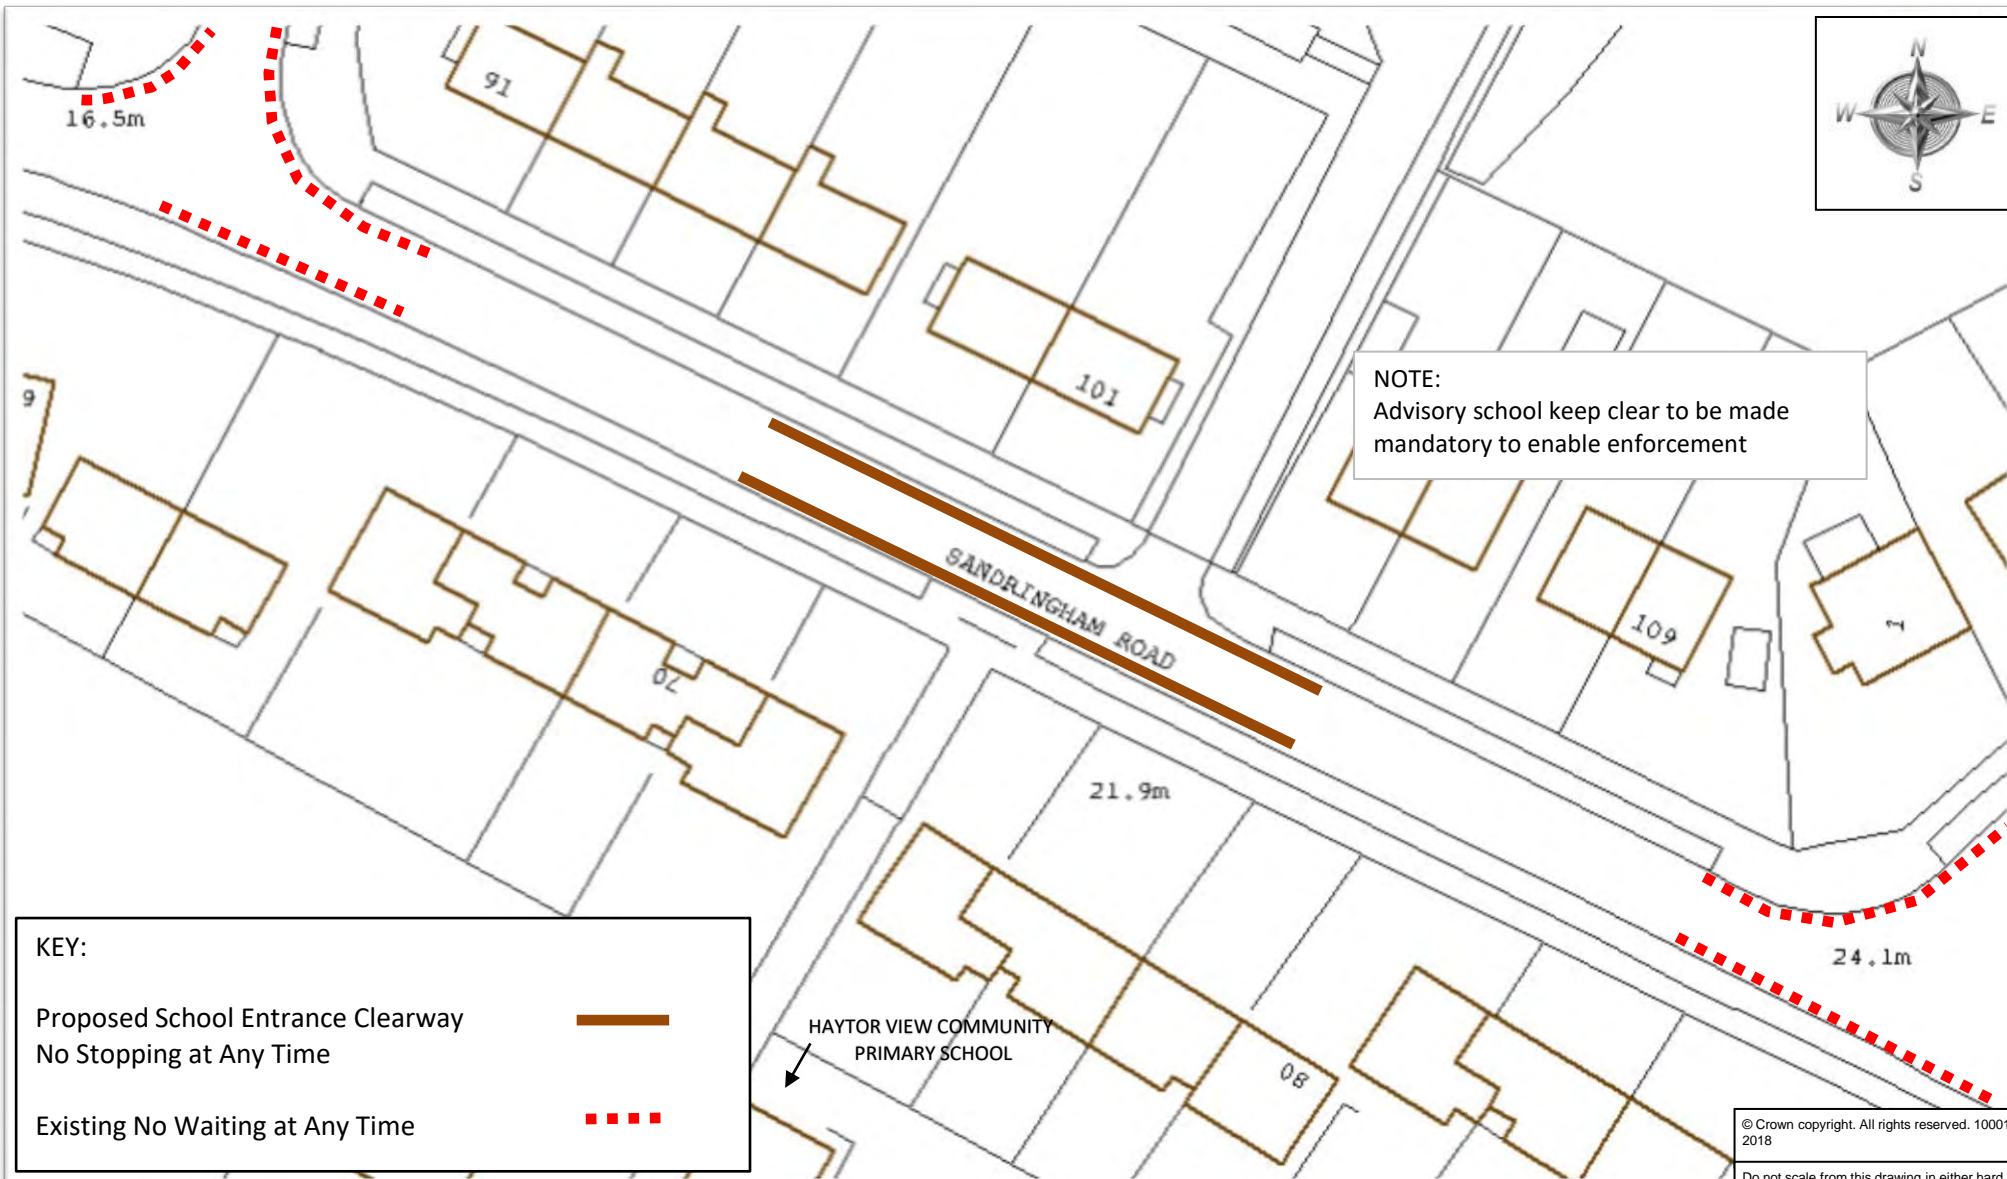 N
W E
S
91
16.5m
101
NOTE:
Advisory school keep clear to be made
mandatory to enable enforcement
9
SANDRINGHAM ROAD
109
1
70
21.9m
24.1m
KEY:
Proposed School Entrance Clearway
No Stopping at Any Time
Existing No Waiting at Any Time
HAYTOR VIEW COMMUNITY
PRIMARY SCHOOL
80
© Crown copyright. All rights reserved. 10001
2018
Do not scale from this drawing in either hard